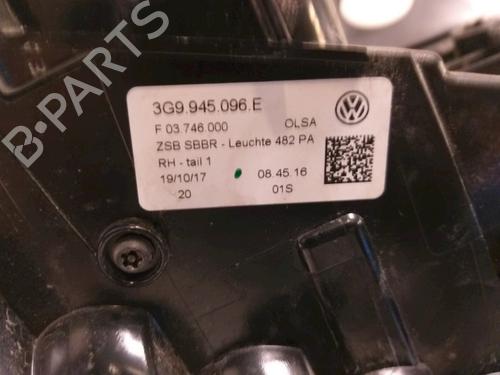 B-PARTS
3G9.945.096.E
F 03.746.000 OLSA
ZSB SBBR - Leuchte 482 PA
RH - tail 1
19/10/17 08.45.16
20 01S
B-PARTS